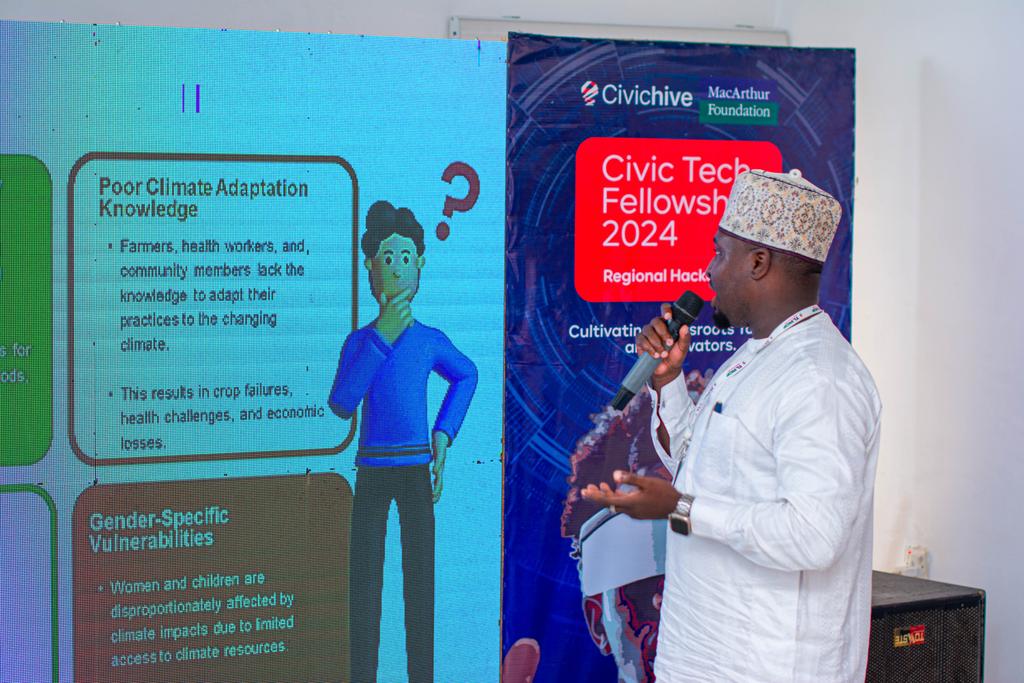 s for
ods,
Poor Climate Adaptation
Knowledge
• Farmers, health workers, and,
community members lack the
knowledge to adapt their
practices to the changing
climate.
• This results in crop failures,
health challenges, and economic
losses.
?
Gender-Specific
Vulnerabilities
• Women and children are
disproportionately affected by
climate impacts due to limited
access to climate resources.
Civichive
MacArthur
Foundation
Civic Tech
Fellowsh
2024
Regional Hack
Cultivating